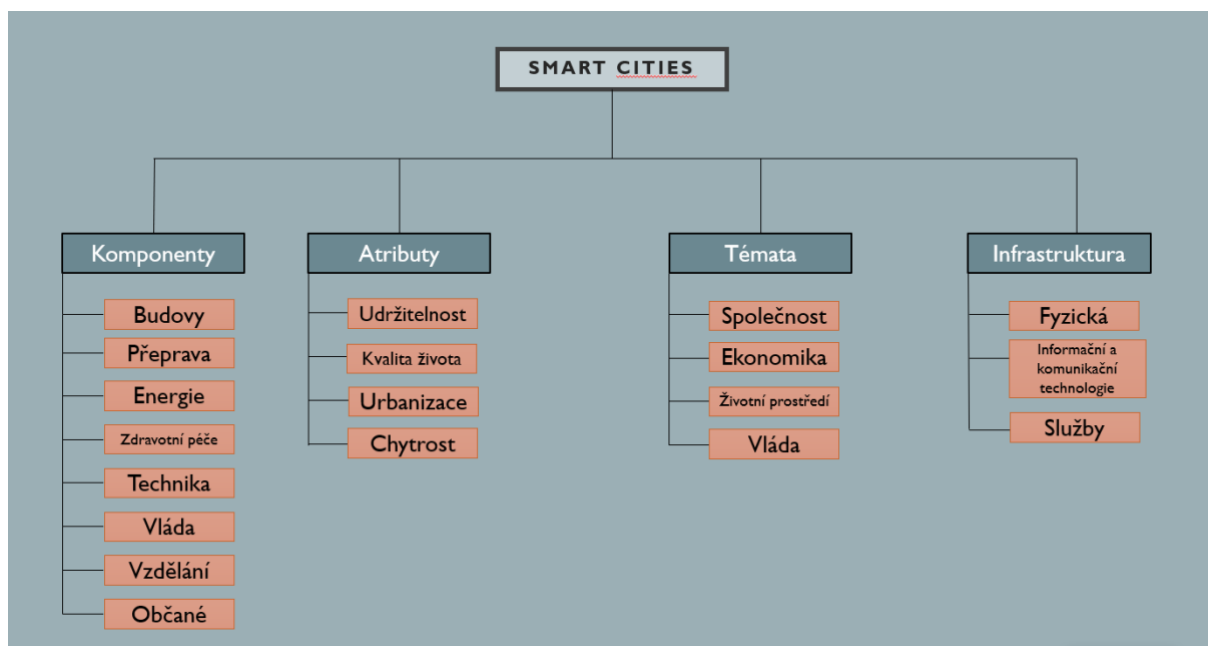 SMART CITIES
Komponenty
Budovy
Přeprava
Energie
Zdravotní péče
Technika
Vláda
Vzdělání
Občané
Atributy
Udržitelnost
Kvalita života
Urbanizace
Chytrost
Témata
Společnost
Ekonomika
Životní prostředí
Vláda
Infrastruktura
Fyzická
Informační a
komunikační
technologie
Služby